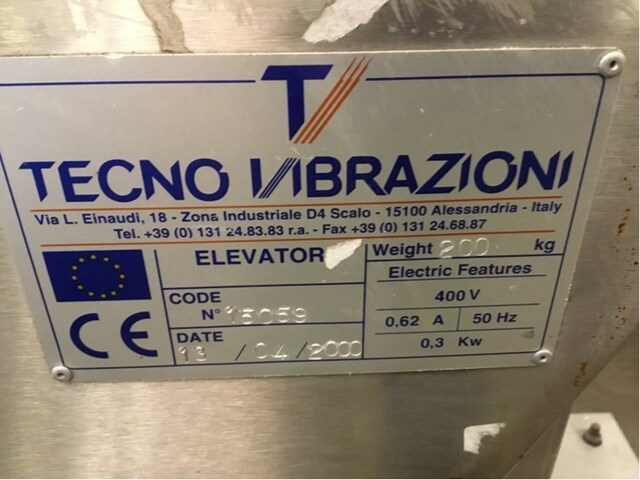 TV
TECNO VIBRAZIONI
Via L. Einaudi, 18 - Zona Industriale D4 Scalo - 15100 Alessandria - Italy
Tel. +39 (0) 131 24.83.83 r.a. - Fax +39 (0) 131 24.68.87
ELEVATOR
Weight 200 kg
Electric Features
CODE
N° 15059
400 V
0.62 A 50 Hz
DATE
13 / 04 / 2000
0,3 Kw
CE